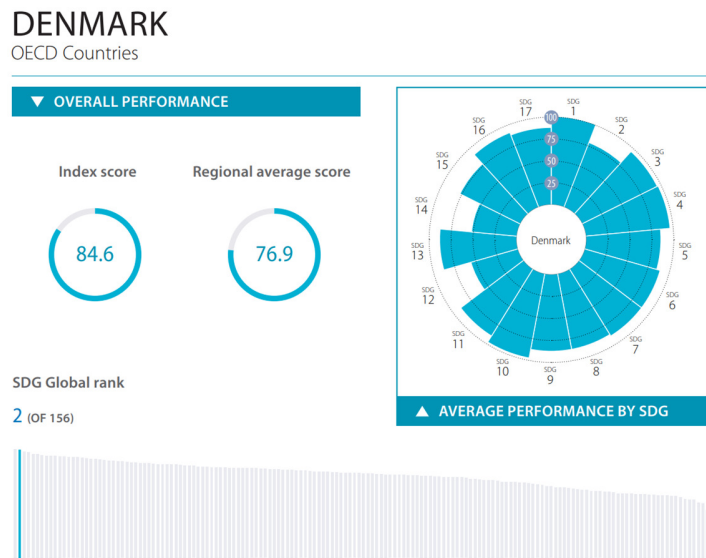 DENMARK
OECD Countries
▼ OVERALL PERFORMANCE
Index score
Regional average score
84.6
76.9
SDG Global rank
2 (OF 156)
SDG 1
SDG 2
SDG 3
SDG 4
SDG 5
SDG 6
SDG 7
SDG 8
SDG 9
SDG 10
SDG 11
SDG 12
SDG 13
SDG 14
SDG 15
SDG 16
SDG 17
100
75
50
25
Denmark
▲ AVERAGE PERFORMANCE BY SDG